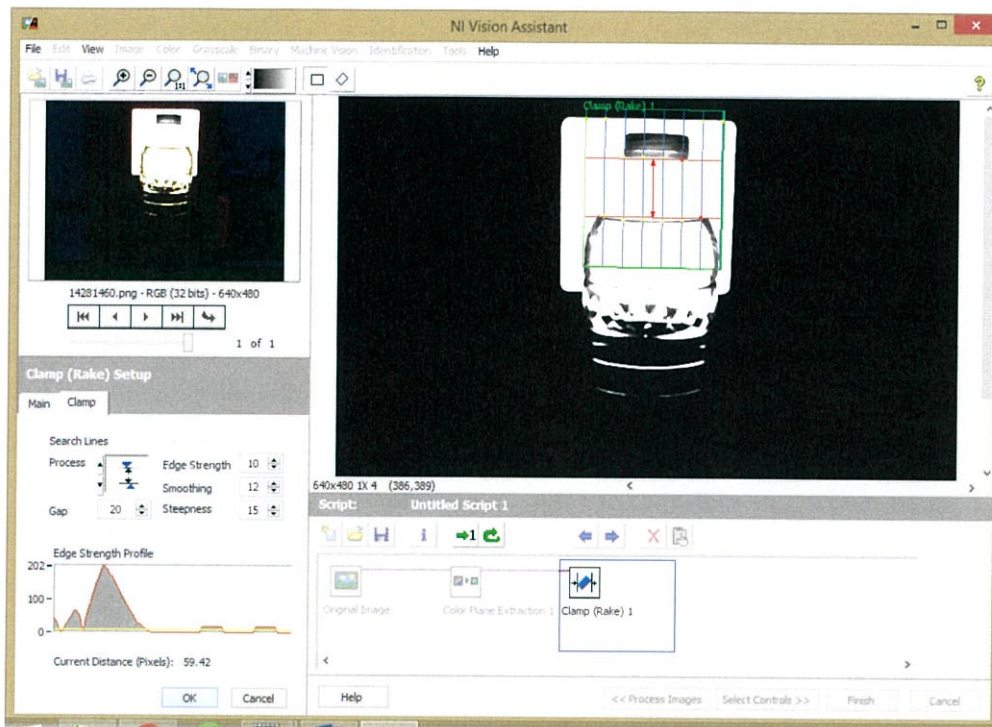 NI Vision Assistant
File Edit View Image Color Grayscale Binary Machine Vision Identification Tools Help
1:1
?
Clamp (Rake) 1
14281460.png - RGB (32 bits) - 640x480
1 of 1
Clamp (Rake) Setup
Main Clamp
Search Lines
Process
Edge Strength 10
Smoothing 12
Gap 20
Steepness 15
Edge Strength Profile
202
100
0
Current Distance (Pixels): 59.42
OK Cancel
640x480 1X 4 (386,389)
Script: Untitled Script 1
1
Original Image
Color Plane Extraction 1
Clamp (Rake) 1
Help
<< Process Images Select Controls >> Finish Cancel